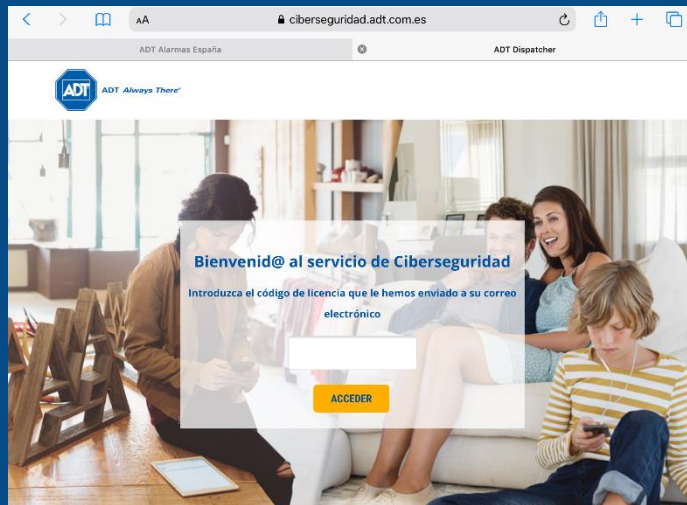 AA
ciberseguridad.adt.com.es
ADT Alarmas España
ADT Dispatcher
ADT
ADT Always There®
Bienvenid@ al servicio de Ciberseguridad
Introduzca el código de licencia que le hemos enviado a su correo
electrónico
ACCEDER